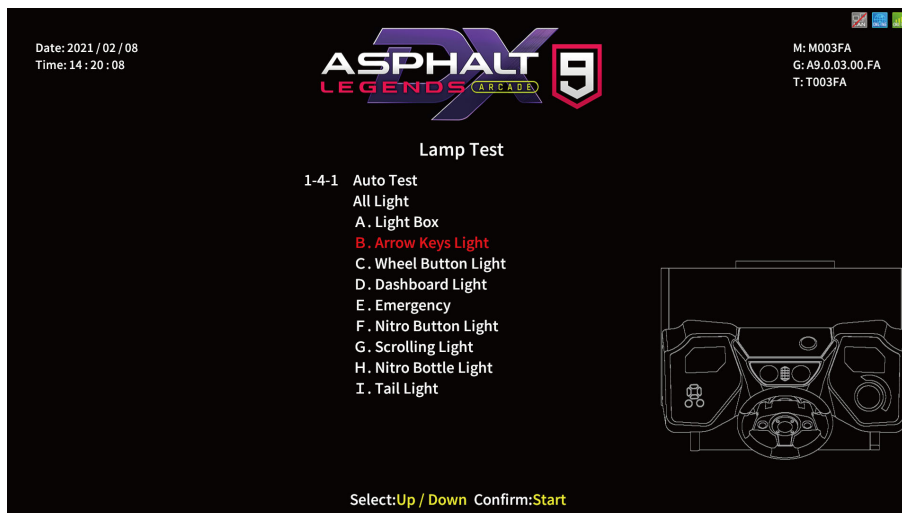 Date: 2021 / 02 / 08
Time: 14 : 20 : 08
DX
ASPHALT 9
LEGENDS ARCADE
M: M003FA
G: A9.0.03.00.FA
T: T003FA
Lamp Test
1-4-1 Auto Test
All Light
A. Light Box
B. Arrow Keys Light
C. Wheel Button Light
D. Dashboard Light
E. Emergency
F. Nitro Button Light
G. Scrolling Light
H. Nitro Bottle Light
I. Tail Light
Select:Up / Down Confirm:Start